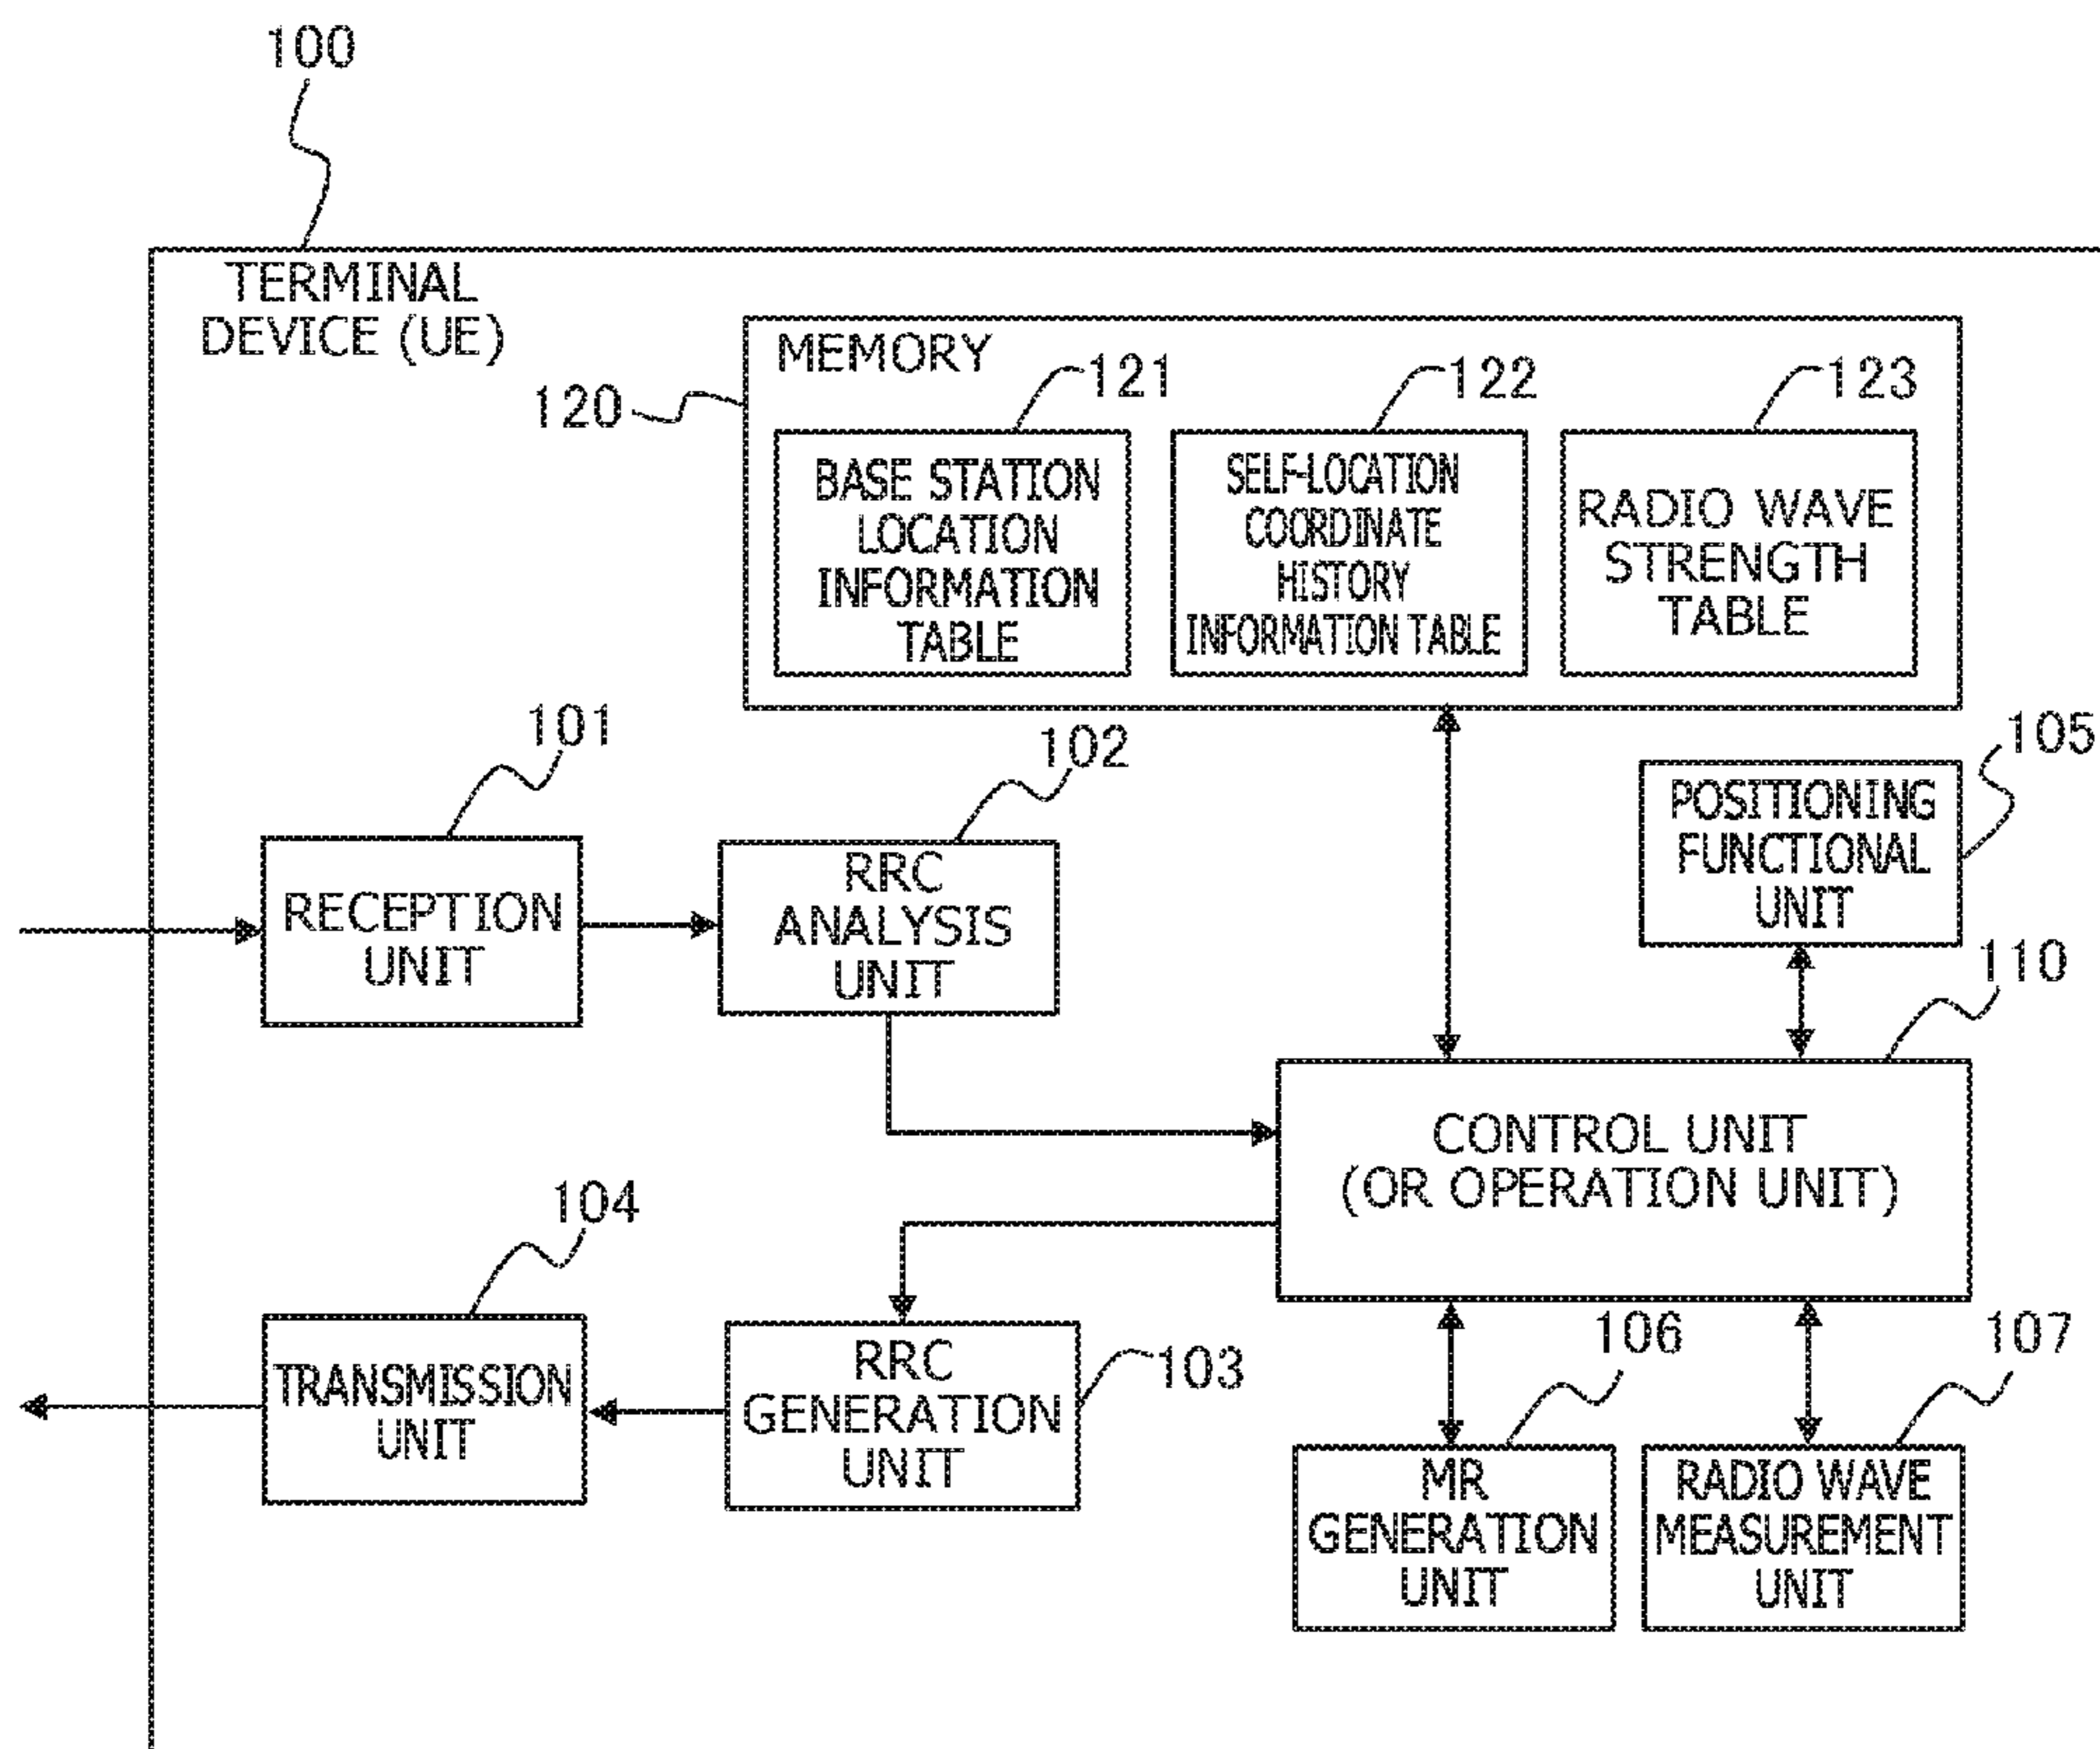 100
TERMINAL
DEVICE (UE)
MEMORY
120
121
122
123
BASE STATION
LOCATION
INFORMATION
TABLE
SELF-LOCATION
COORDINATE
HISTORY
INFORMATION TABLE
RADIO WAVE
STRENGTH
TABLE
101
102
105
RECEPTION
UNIT
RRC
ANALYSIS
UNIT
POSITIONING
FUNCTIONAL
UNIT
110
CONTROL UNIT
(OR OPERATION UNIT)
104
TRANSMISSION
UNIT
RRC
GENERATION
UNIT
103
106
107
MR
GENERATION
UNIT
RADIO WAVE
MEASUREMENT
UNIT